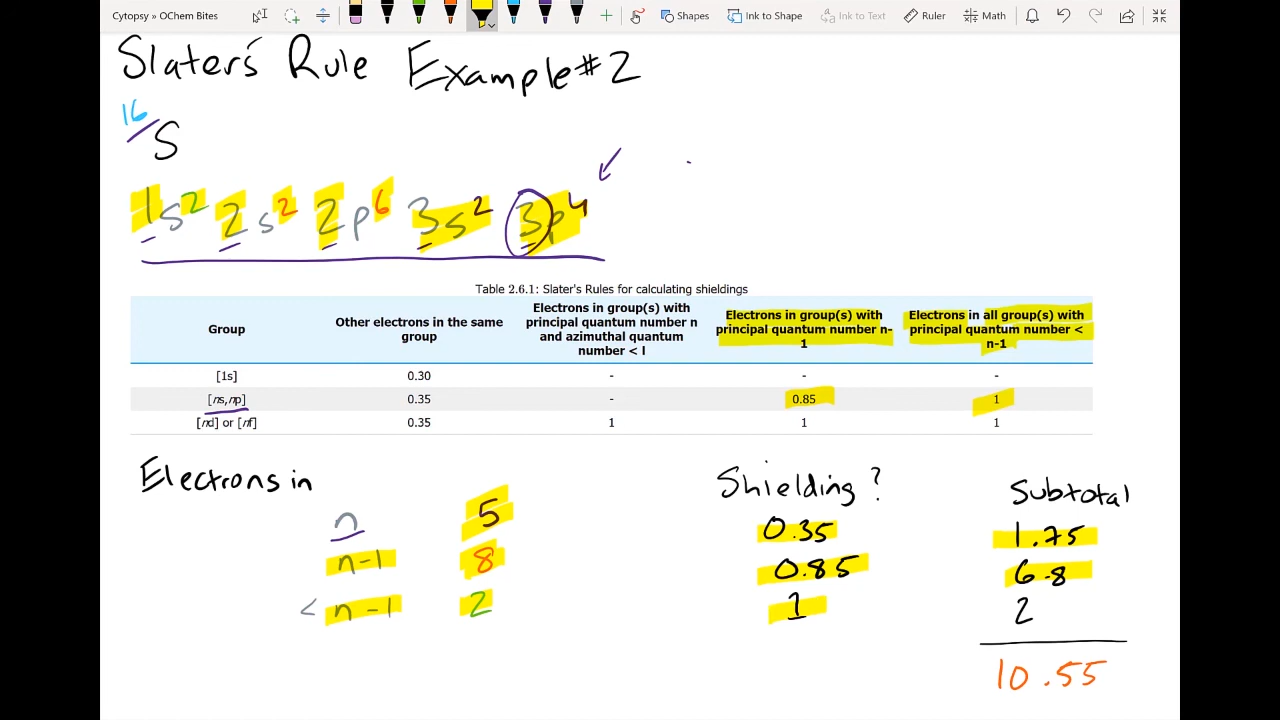 Cytopsy // OChem Bites
Shapes
Ink to Shape
Ink to Text
Ruler
Math
Slater's Rule Example #2
16
S
1s2 2s2 2p6 3s2 3p4
Table 2.6.1: Slater's Rules for calculating shieldings
Group
Other electrons in the same
group
Electrons in group(s) with
principal quantum number n
and azimuthal quantum
number < l
Electrons in group(s) with
principal quantum number n-
1
Electrons in all group(s) with
principal quantum number <
n-1
[1s] 0.30 - - -
[ns,np] 0.35 - 0.85 1
[nd] or [nf] 0.35 1 1 1
Electrons in Shielding? Subtotal
n 5 0.35 1.75
n-1 8 0.85 6.8
< n-1 2 1 2
10.55